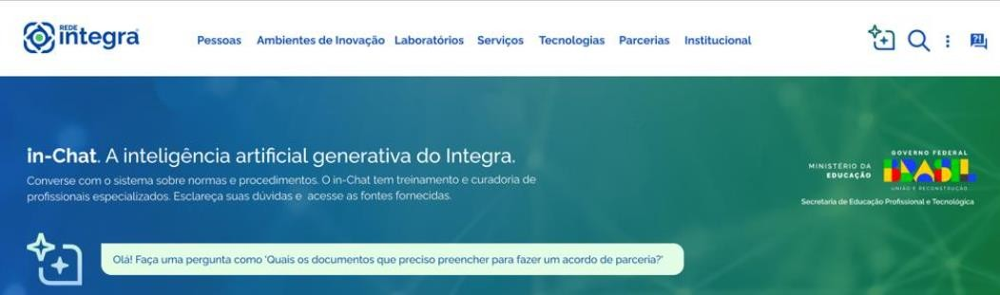 REDE
integra
Pessoas Ambientes de Inovação Laboratórios Serviços Tecnologias Parcerias Institucional
?!
in-Chat. A inteligência artificial generativa do Integra.
Converse com o sistema sobre normas e procedimentos. O in-Chat tem treinamento e curadoria de
profissionais especializados. Esclareça suas dúvidas e acesse as fontes fornecidas.
MINISTÉRIO DA
EDUCAÇÃO
GOVERNO FEDERAL
BRASIL
UNIÃO E RECONSTRUÇÃO
Secretaria de Educação Profissional e Tecnológica
Olá! Faça uma pergunta como 'Quais os documentos que preciso preencher para fazer um acordo de parceria?'